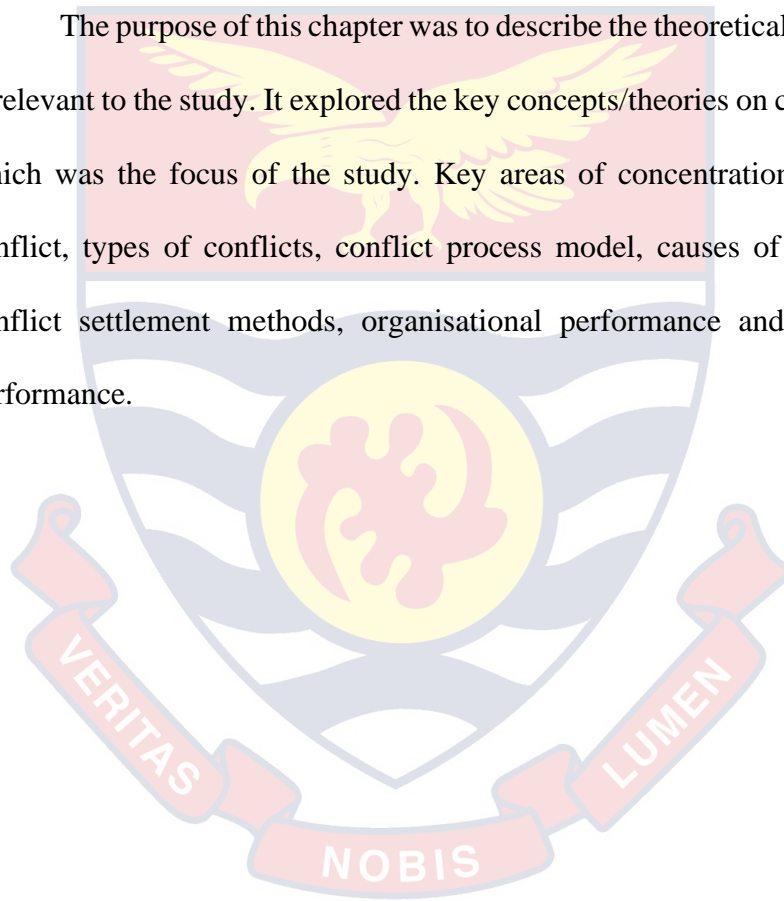 The purpose of this chapter was to describe the theoretical
relevant to the study. It explored the key concepts/theories on c
hich was the focus of the study. Key areas of concentration
nflict, types of conflicts, conflict process model, causes of
nflict settlement methods, organisational performance and
rformance.
VERITAS
NOBIS
LUMEN